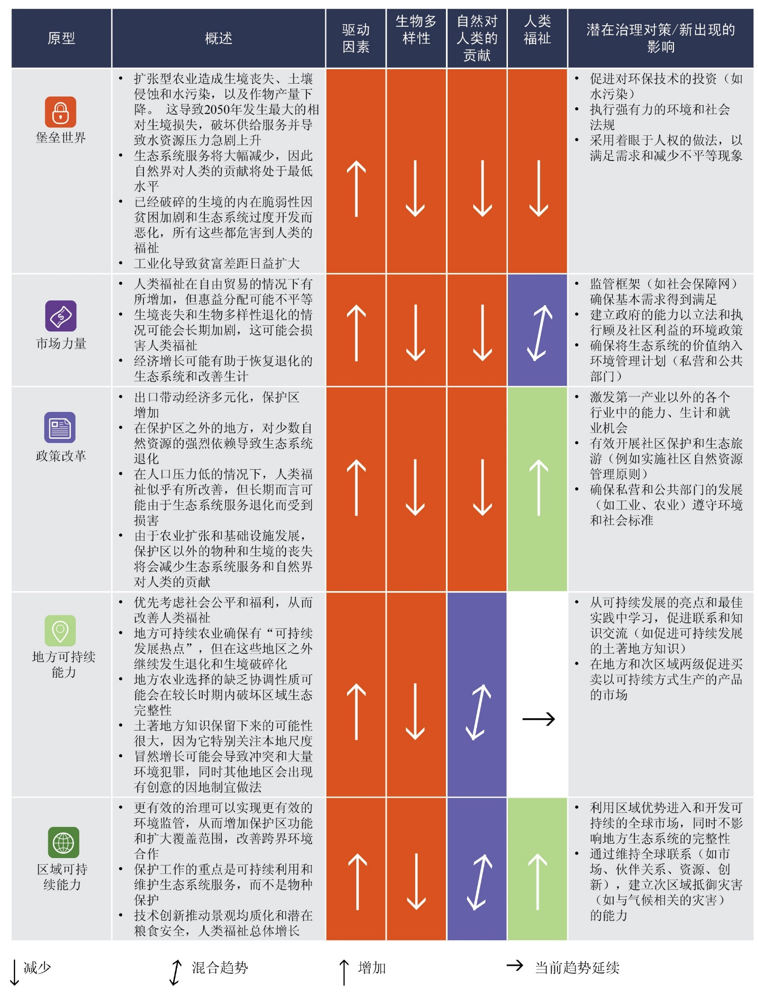 原型
概述
驱动
因素
生物多
样性
自然对
人类的
贡献
人类
福祉
潜在治理对策/新出现的
影响
堡垒世界
• 扩张型农业造成生境丧失、土壤
侵蚀和水污染，以及作物产量下
降。 这导致2050年发生最大的相
对生境损失，破坏供给服务并导
致水资源压力急剧上升
• 生态系统服务将大幅减少，因此
自然界对人类的贡献将处于最低
水平
• 已经破碎的生境的内在脆弱性因
贫困加剧和生态系统过度开发而
恶化，所有这些都危害到人类的
福祉
• 工业化导致贫富差距日益扩大
• 促进对环保技术的投资（如
水污染）
• 执行强有力的环境和社会
法规
• 采用着眼于人权的做法，以
满足需求和减少不平等现象
市场力量
• 人类福祉在自由贸易的情况下有
所增加，但惠益分配可能不平等
• 生境丧失和生物多样性退化的情
况可能会长期加剧，这可能会损
害人类福祉
• 经济增长可能有助于恢复退化的
生态系统和改善生计
• 监管框架（如社会保障网）
确保基本需求得到满足
• 建立政府的能力以立法和执
行顾及社区利益的环境政策
• 确保将生态系统的价值纳入
环境管理计划（私营和公共
部门）
政策改革
• 出口带动经济多元化，保护区
增加
• 在保护区之外的地方，对少数自
然资源的强烈依赖导致生态系统
退化
• 在人口压力低的情况下，人类福
祉似乎有所改善，但长期而言可
能由于生态系统服务退化而受到
损害
• 由于农业扩张和基础设施发展，
保护区以外的物种和生境的丧失
将会减少生态系统服务和自然界
对人类的贡献
• 激发第一产业以外的各个
行业中的能力、生计和就
业机会
• 有效开展社区保护和生态旅
游（例如实施社区自然资源
管理原则）
• 确保私营和公共部门的发展
（如工业、农业）遵守环境
和社会标准
地方可持续
能力
• 优先考虑社会公平和福利，从而
改善人类福祉
• 地方可持续农业确保有“可持续
发展热点”，但在这些地区之外
继续发生退化和生境破碎化
• 地方农业选择的缺乏协调性质可
能会在较长时期内破坏区域生态
完整性
• 土著地方知识保留下来的可能性
很大，因为它特别关注本地尺度
• 冒然增长可能会导致冲突和大量
环境犯罪，同时其他地区会出现
有创意的因地制宜做法
• 从可持续发展的亮点和最佳
实践中学习，促进联系和知
识交流（如促进可持续发展
的土著地方知识）
• 在地方和次区域两级促进买
卖以可持续方式生产的产品
的市场
区域可持
续能力
• 更有效的治理可以实现更有效的
环境监管，从而增加保护区功能
和扩大覆盖范围，改善跨界环境
合作
• 保护工作的重点是可持续利用和
维护生态系统服务，而不是物种
保护
• 技术创新推动景观均质化和潜在
粮食安全，人类福祉总体增长
• 利用区域优势进入和开发可
持续的全球市场，同时不影
响地方生态系统的完整性
• 通过维持全球联系（如市
场、伙伴关系、资源、创
新），建立次区域抵御灾害
（如与气候相关的灾害）
的能力
减少
混合趋势
增加
当前趋势延续